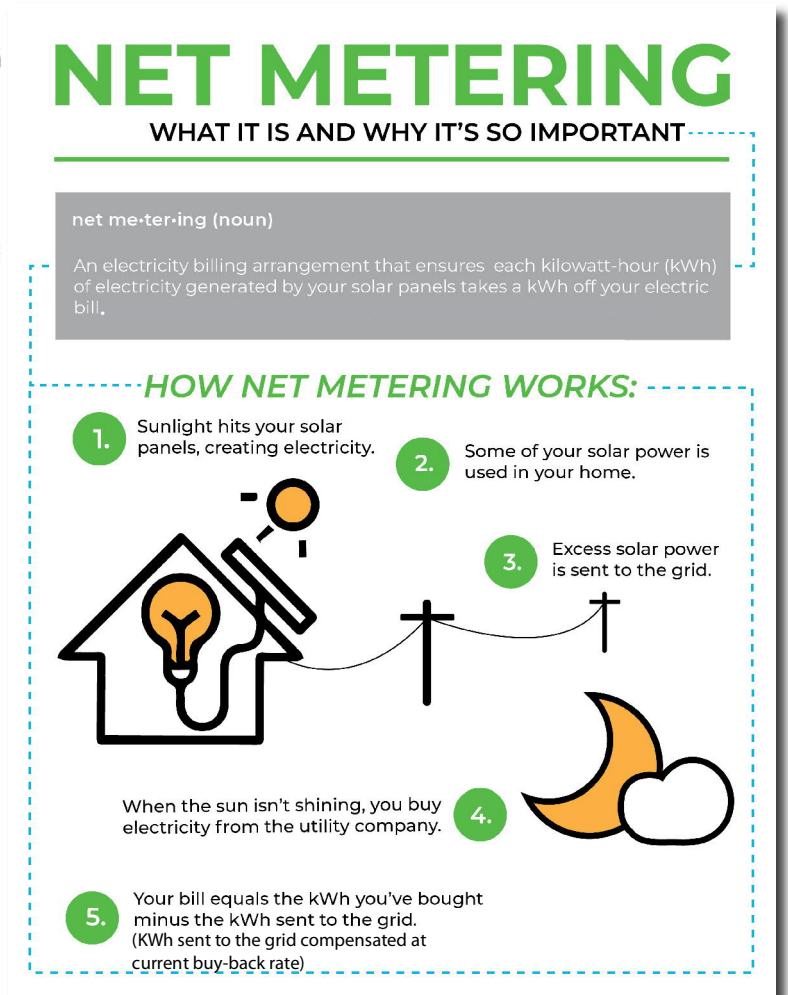 NET METERING
WHAT IT IS AND WHY IT'S SO IMPORTANT
net me•ter•ing (noun)
An electricity billing arrangement that ensures each kilowatt-hour (kWh)
of electricity generated by your solar panels takes a kWh off your electric
bill.
HOW NET METERING WORKS:
1.
Sunlight hits your solar
panels, creating electricity.
2.
Some of your solar power is
used in your home.
3.
Excess solar power
is sent to the grid.
When the sun isn't shining, you buy
electricity from the utility company.
4.
5.
Your bill equals the kWh you've bought
minus the kWh sent to the grid.
(KWh sent to the grid compensated at
current buy-back rate)